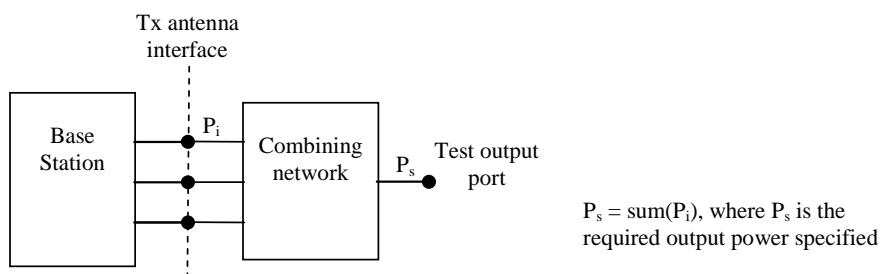 Tx antenna
interface
Base
Station
P_i
Combining
network
P_s
Test output
port
P_s = sum(P_i), where P_s is the
required output power specified